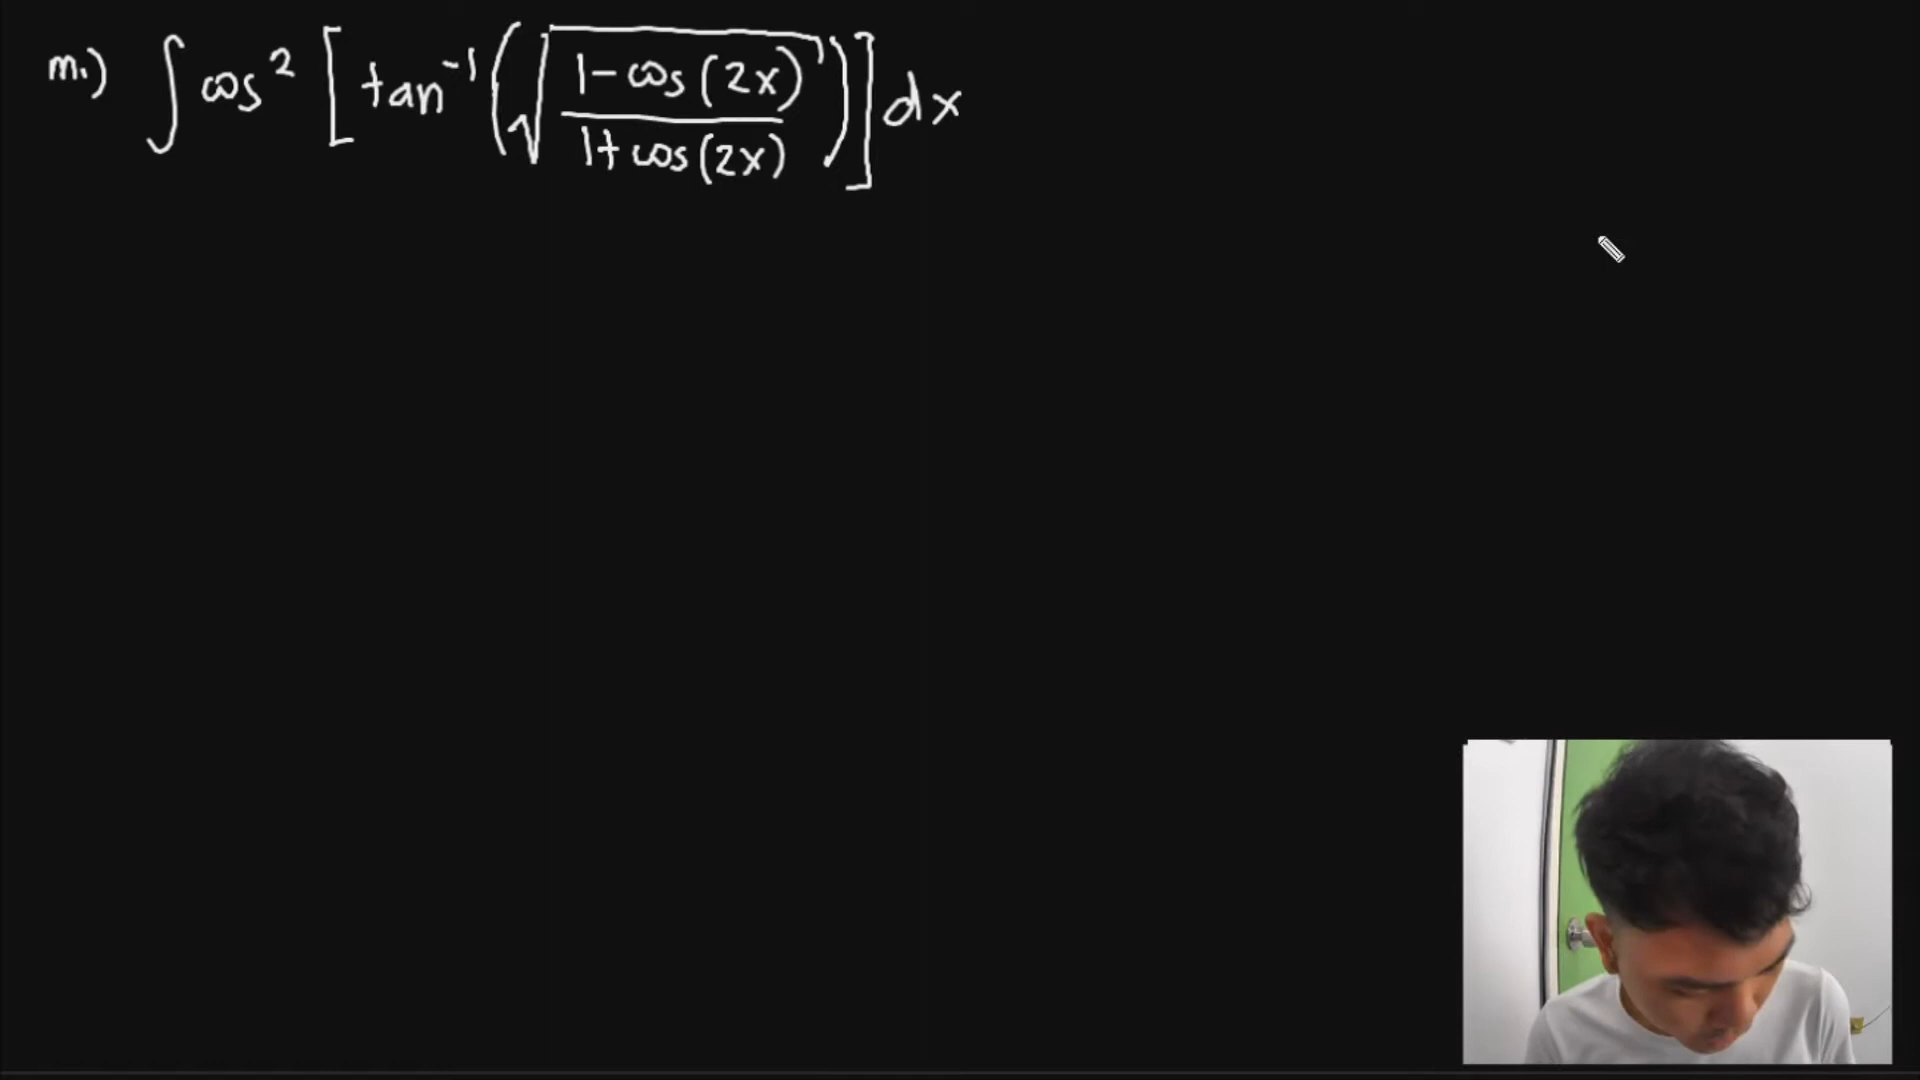 m.) ∫ cos² [tan⁻¹(√((1-cos(2x))/(1+cos(2x))))] dx